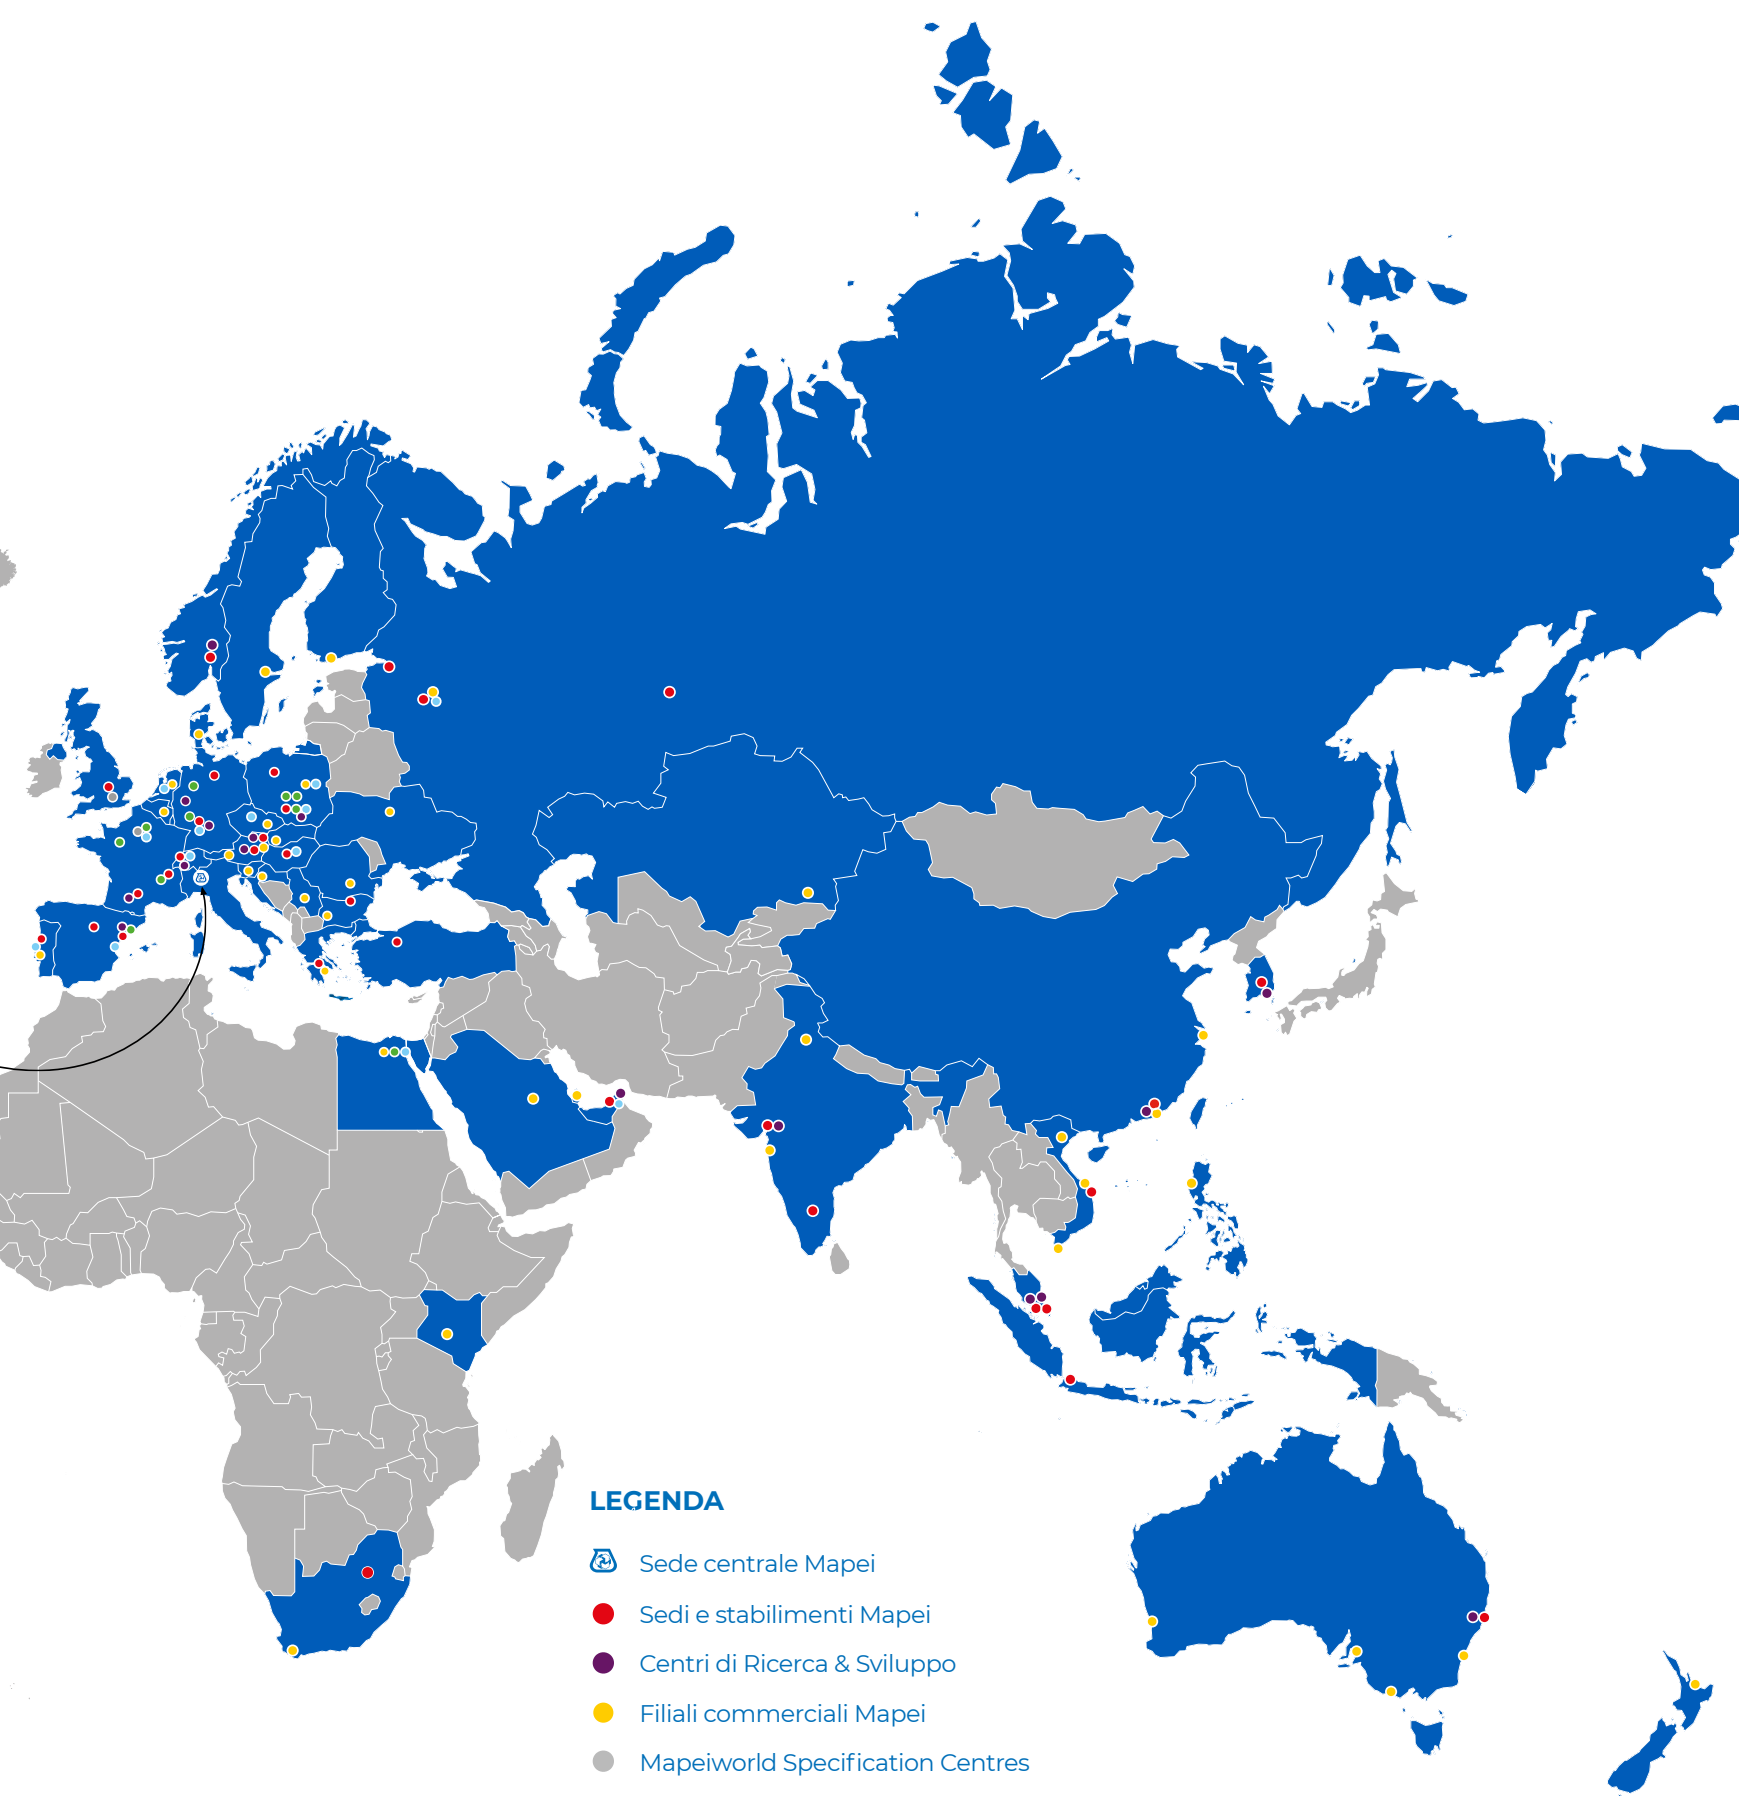 LEGENDA
Sede centrale Mapei
Sedi e stabilimenti Mapei
Centri di Ricerca & Sviluppo
Filiali commerciali Mapei
Mapeiworld Specification Centres